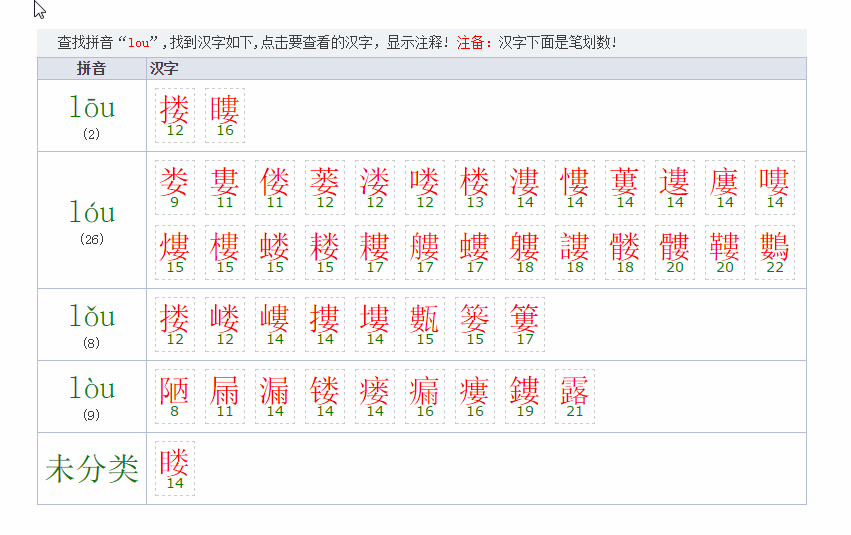 查找拼音“lou”,找到汉字如下,点击要查看的汉字，显示注释! 注备：汉字下面是笔划数!
拼音 汉字
lōu 搂 瞜
(2) 12 16
娄 婁 偻 蒌 溇 喽 楼 漊 慺 蔞 遱 廔 嘍
9 11 11 12 12 12 13 14 14 14 14 14 14
lóu
(26)
熡 樓 蝼 耧 耬 艛 螻 軁 謱 髅 髏 鞻 鷜
15 15 15 15 17 17 17 18 18 18 20 20 22
lǒu 搂 嵝 嶁 摟 塿 甊 篓 簍
(8) 12 12 14 14 14 15 15 17
lòu 陋 屚 漏 镂 瘘 瘺 瘻 鏤 露
(9) 8 11 14 14 14 16 16 19 21
未分类 䁖
14